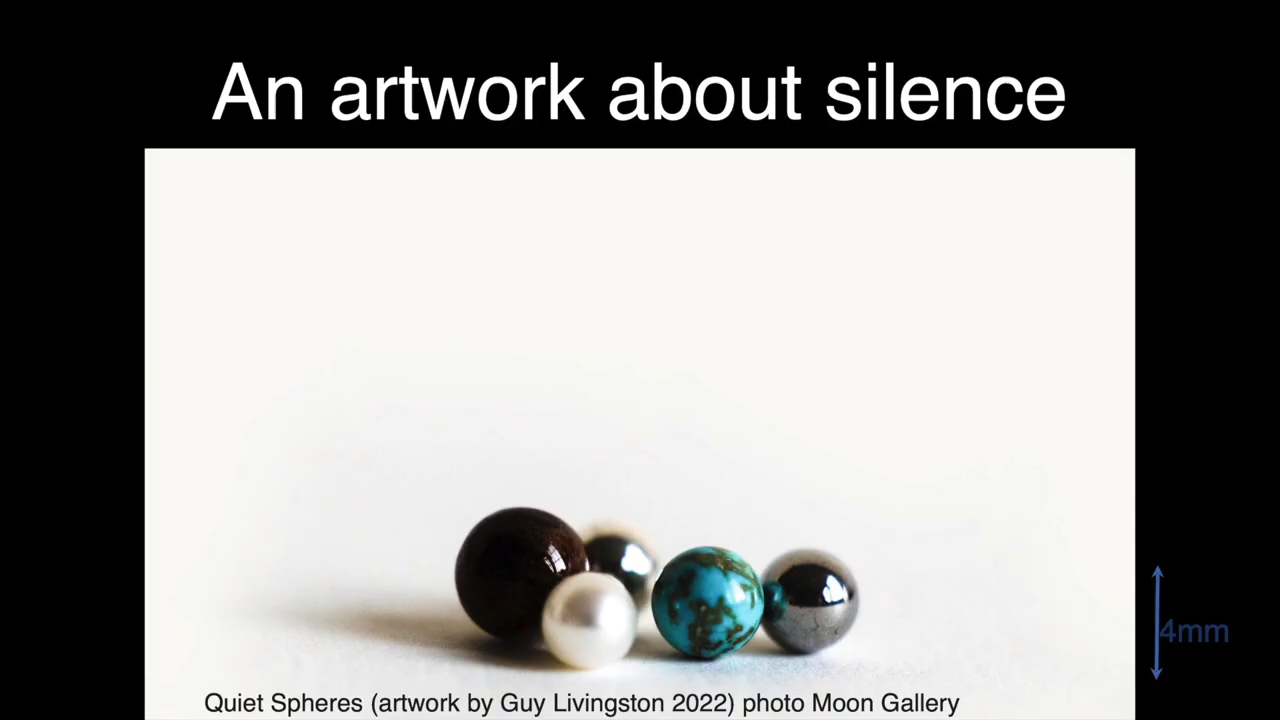 An artwork about silence
4mm
Quiet Spheres (artwork by Guy Livingston 2022) photo Moon Gallery